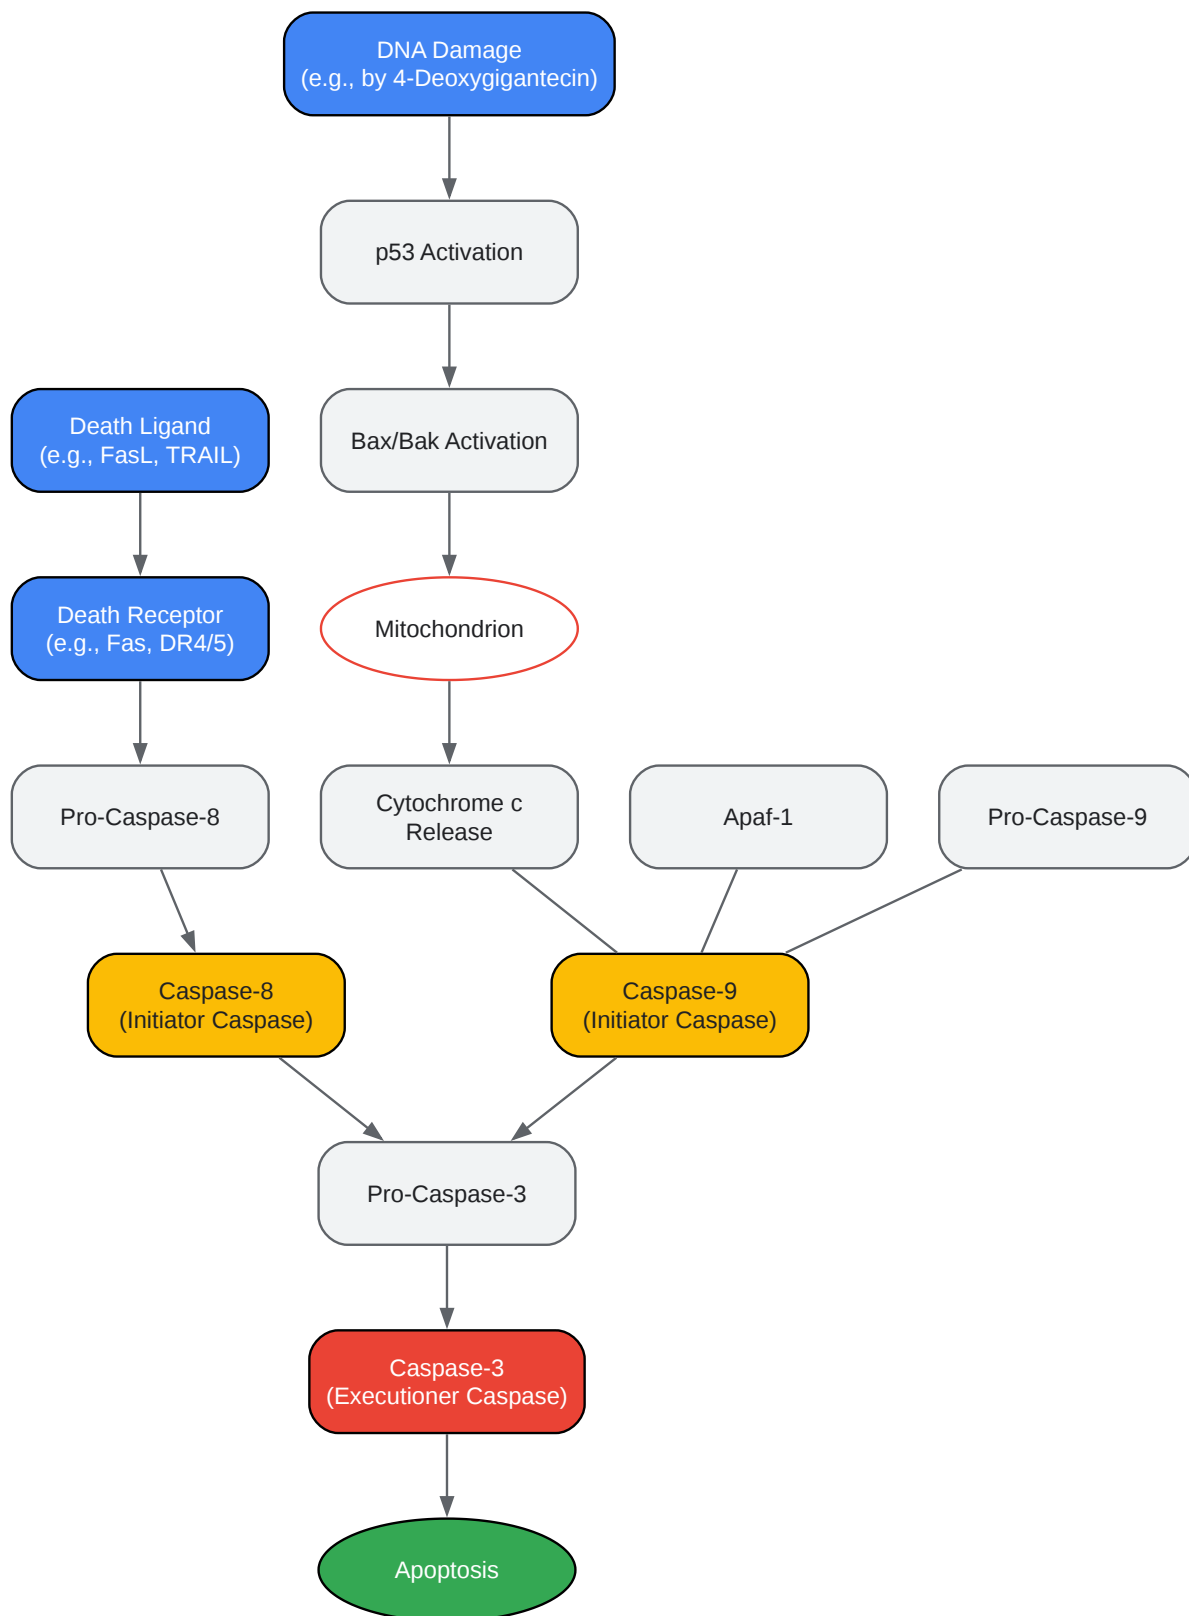 DNA Damage
(e.g., by 4-Deoxygigantecin)
p53 Activation
Death Ligand
(e.g., FasL, TRAIL)
Bax/Bak Activation
Death Receptor
(e.g., Fas, DR4/5)
Mitochondrion
Pro-Caspase-8
Cytochrome c
Release
Apaf-1
Pro-Caspase-9
Caspase-8
(Initiator Caspase)
Caspase-9
(Initiator Caspase)
Pro-Caspase-3
Caspase-3
(Executioner Caspase)
Apoptosis